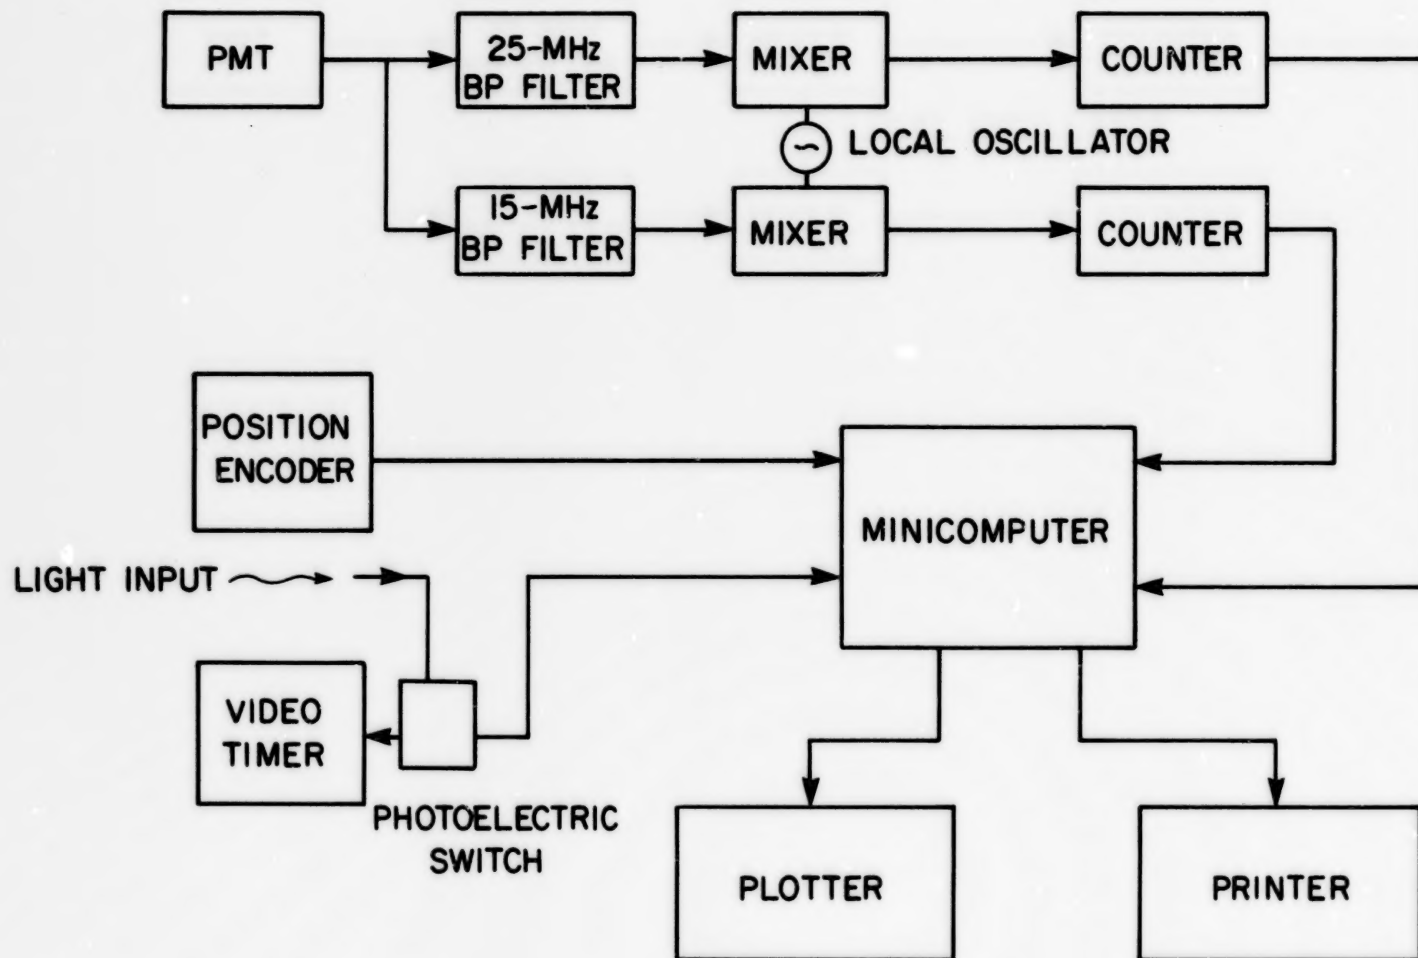 PMT
25-MHz
BP FILTER
MIXER
COUNTER
LOCAL OSCILLATOR
15-MHz
BP FILTER
MIXER
COUNTER
POSITION
ENCODER
MINICOMPUTER
LIGHT INPUT
VIDEO
TIMER
PHOTOELECTRIC
SWITCH
PLOTTER
PRINTER